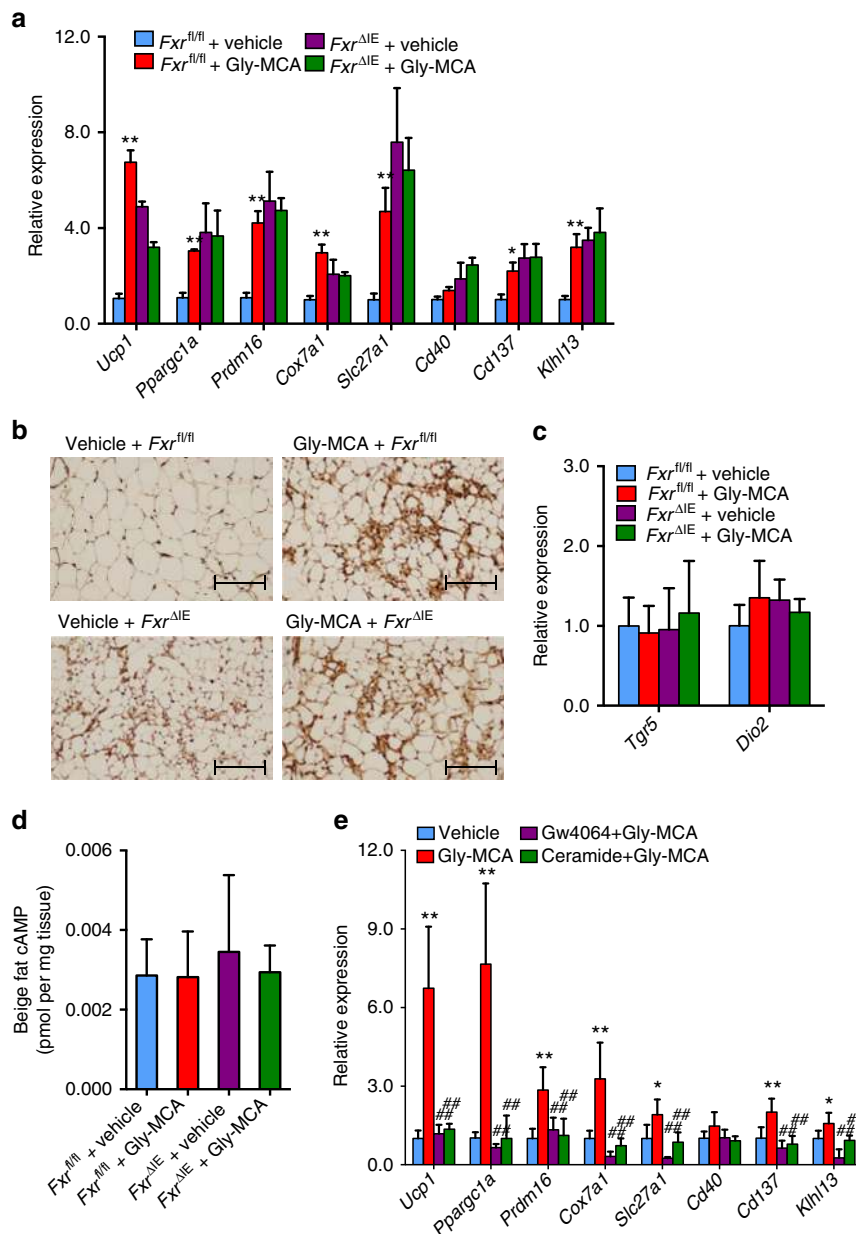 a
12.0
8.0
4.0
0.0
Relative expression
Fxr fl/fl + vehicle
Fxr fl/fl + Gly-MCA
Fxr ΔIE + vehicle
Fxr ΔIE + Gly-MCA
**
**
**
**
**
*
**
Ucp1
Ppargc1a
Prdm16
Cox7a1
Slc27a1
Cd40
Cd137
Klhl13
b
Vehicle + Fxr fl/fl
Gly-MCA + Fxr fl/fl
Vehicle + Fxr ΔIE
Gly-MCA + Fxr ΔIE
c
3.0
2.0
1.0
0.0
Relative expression
Fxr fl/fl + vehicle
Fxr fl/fl + Gly-MCA
Fxr ΔIE + vehicle
Fxr ΔIE + Gly-MCA
Tgr5
Dio2
d
0.006
0.004
0.002
0.000
Beige fat cAMP
(pmol per mg tissue)
Fxr fl/fl + vehicle
Fxr fl/fl + Gly-MCA
Fxr ΔIE + vehicle
Fxr ΔIE + Gly-MCA
e
Vehicle
Gly-MCA
Gw4064+Gly-MCA
Ceramide+Gly-MCA
12.0
9.0
6.0
3.0
0.0
Relative expression
**
##
##
**
##
##
**
##
##
**
##
##
*
##
##
**
##
##
*
##
##
Ucp1
Ppargc1a
Prdm16
Cox7a1
Slc27a1
Cd40
Cd137
Klhl13